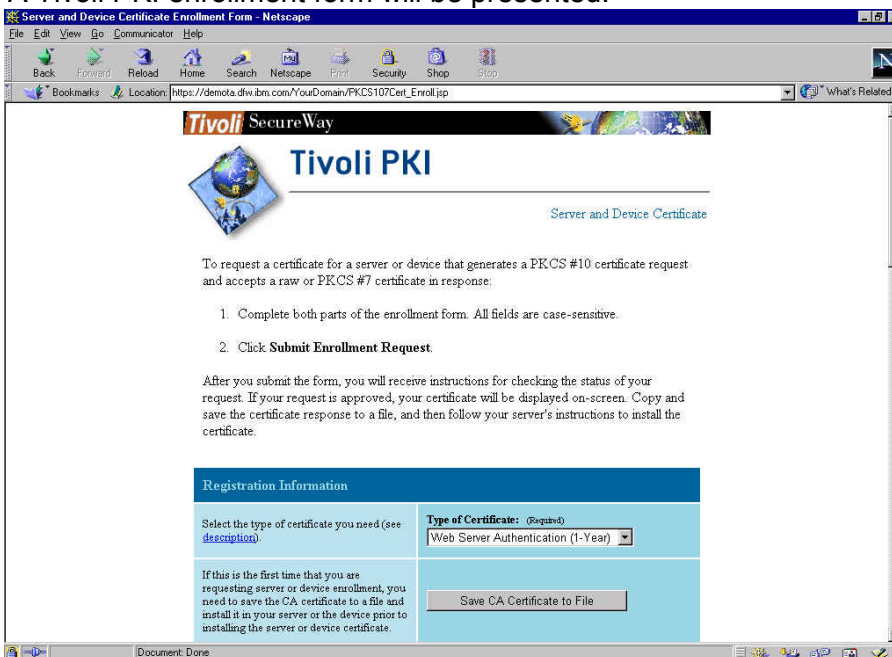 A Tivoli PKI enrollment form will be presented.
Server and Device Certificate Enrollment Form - Netscape
File Edit View Go Communicator Help
Back Forward Reload Home Search Netscape Print Security Shop Stop
Bookmarks Location: https://demota.dfw.ibm.com/YourDomain/PKCS107Cert_Enroll.jsp What's Related
Tivoli SecureWay
Tivoli PKI
Server and Device Certificate
To request a certificate for a server or device that generates a PKCS #10 certificate request
and accepts a raw or PKCS #7 certificate in response:
1. Complete both parts of the enrollment form. All fields are case-sensitive.
2. Click Submit Enrollment Request.
After you submit the form, you will receive instructions for checking the status of your
request. If your request is approved, your certificate will be displayed on-screen. Copy and
save the certificate response to a file, and then follow your server's instructions to install the
certificate.
Registration Information
Select the type of certificate you need (see
description).
Type of Certificate: (Required)
Web Server Authentication (1-Year)
If this is the first time that you are
requesting server or device enrollment, you
need to save the CA certificate to a file and
install it in your server or the device prior to
installing the server or device certificate.
Save CA Certificate to File
Document: Done